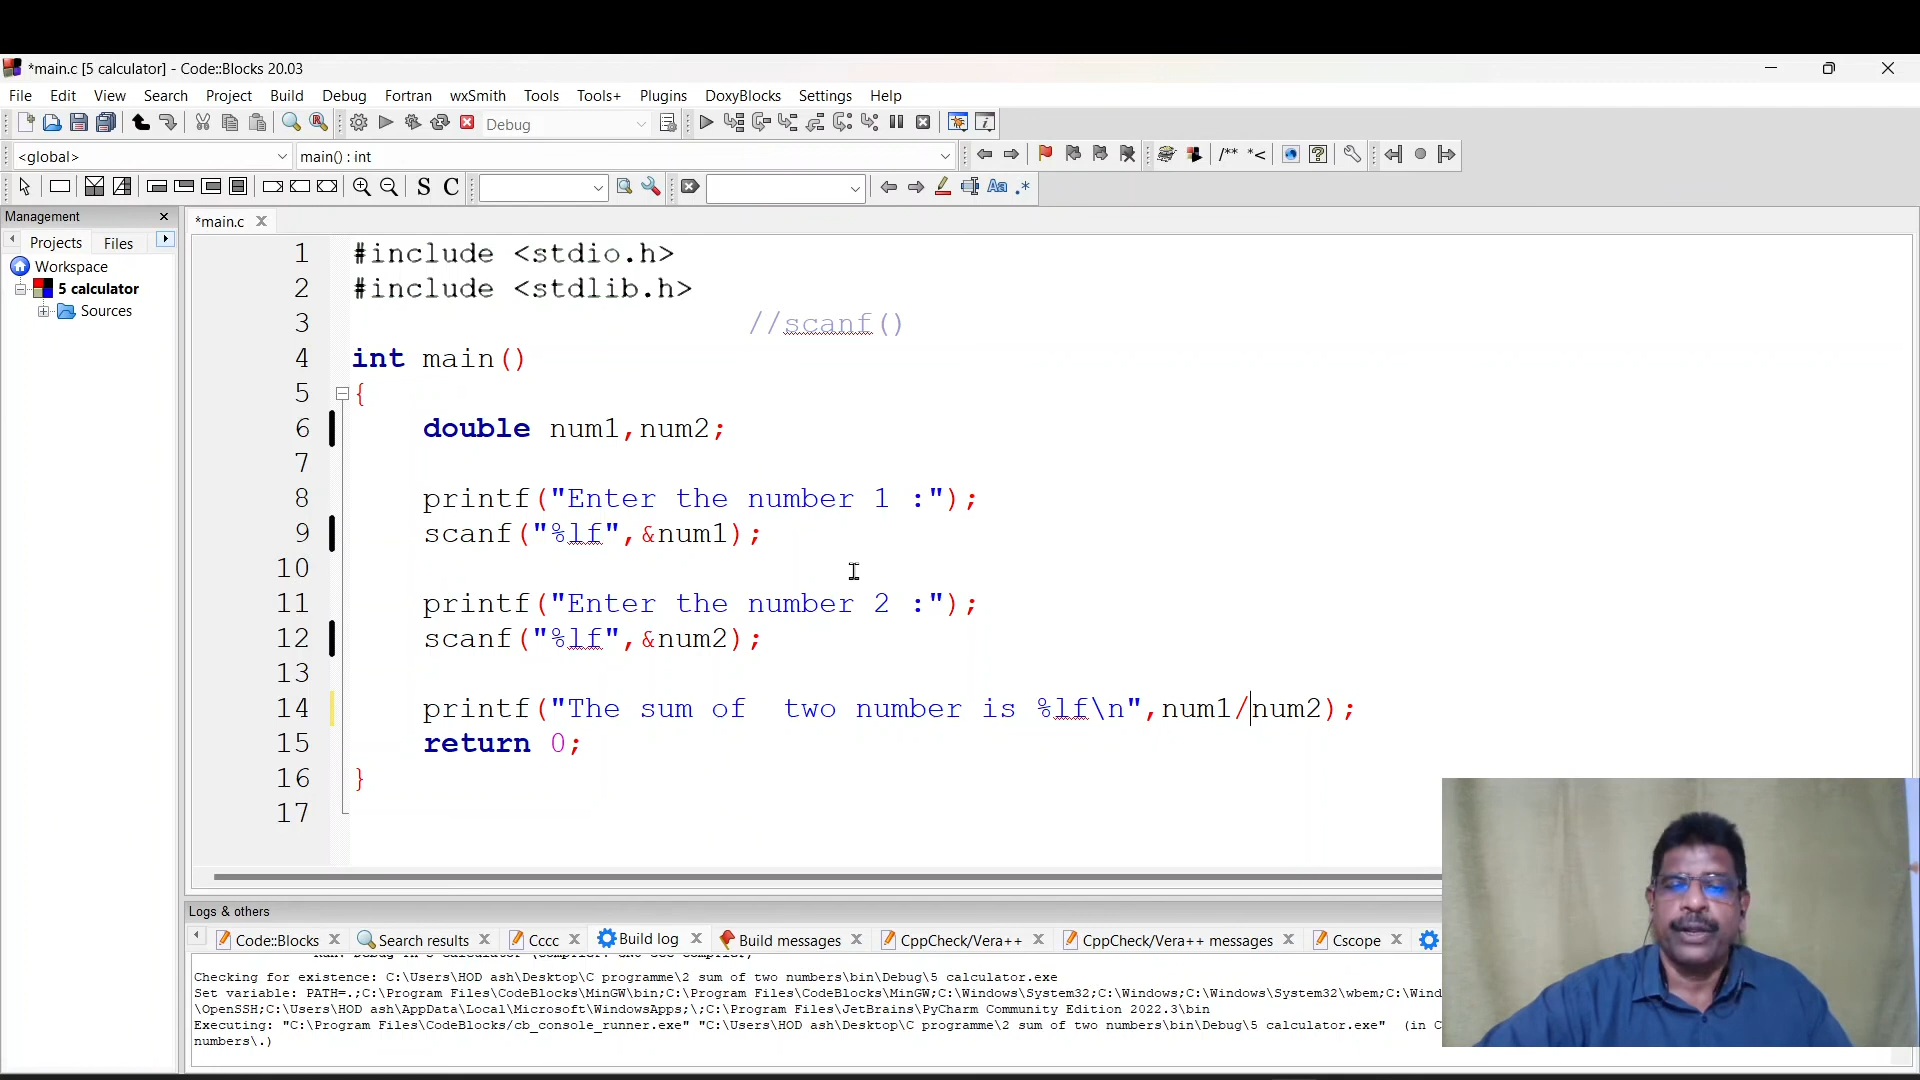 *main.c [5 calculator] - Code::Blocks 20.03
File Edit View Search Project Build Debug Fortran wxSmith Tools Tools+ Plugins DoxyBlocks Settings Help
Debug
<global> main() : int
/** *<
S C Aa .*
Management
*main.c
Projects Files
Workspace
5 calculator
Sources
1 #include <stdio.h>
2 #include <stdlib.h>
3 //scanf()
4 int main()
5 {
6 double num1,num2;
7
8 printf("Enter the number 1 :");
9 scanf("%lf",&num1);
10
11 printf("Enter the number 2 :");
12 scanf("%lf",&num2);
13
14 printf("The sum of  two number is %lf\n",num1/num2);
15 return 0;
16 }
17
Logs & others
Code::Blocks Search results Cccc Build log Build messages CppCheck/Vera++ CppCheck/Vera++ messages Cscope
Checking for existence: C:\Users\HOD ash\Desktop\C programme\2 sum of two numbers\bin\Debug\5 calculator.exe
Set variable: PATH=.;C:\Program Files\CodeBlocks\MinGW\bin;C:\Program Files\CodeBlocks\MinGW;C:\Windows\System32;C:\Windows;C:\Windows\System32\wbem;C:\Wind
\OpenSSH;C:\Users\HOD ash\AppData\Local\Microsoft\WindowsApps;\;C:\Program Files\JetBrains\PyCharm Community Edition 2022.3\bin
Executing: "C:\Program Files\CodeBlocks/cb_console_runner.exe" "C:\Users\HOD ash\Desktop\C programme\2 sum of two numbers\bin\Debug\5 calculator.exe"  (in C
numbers\.)